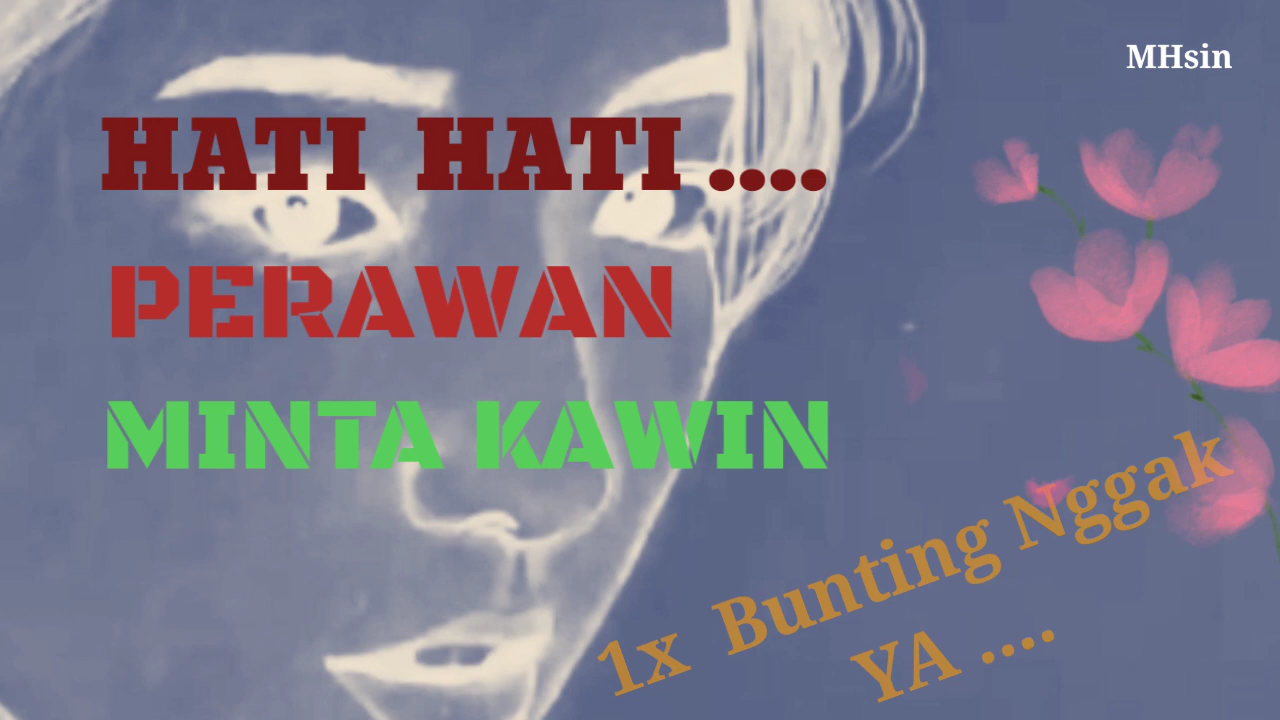 MHsin
HATI HATI ....
PERAWAN
MINTA KAWIN
1x Bunting Nggak
YA ....